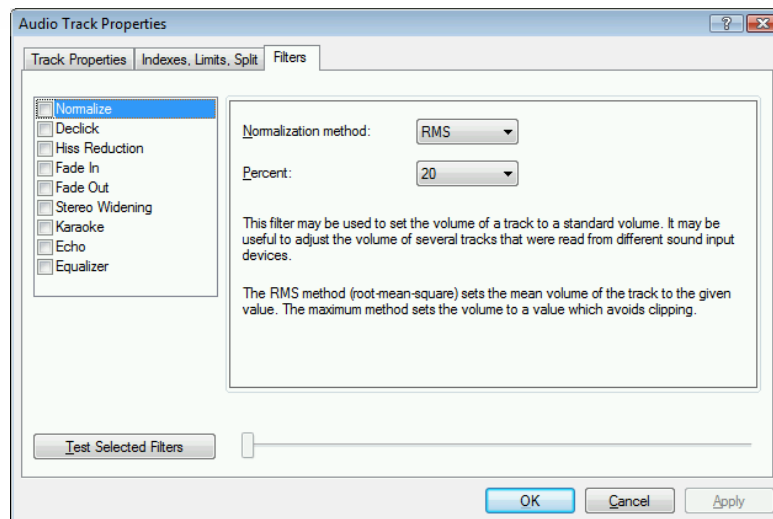 Audio Track Properties
Track Properties
Indexes, Limits, Split
Filters
Normalize
Declick
Hiss Reduction
Fade In
Fade Out
Stereo Widening
Karaoke
Echo
Equalizer
Normalization method:
RMS
Percent:
20
This filter may be used to set the volume of a track to a standard volume. It may be
useful to adjust the volume of several tracks that were read from different sound input
devices.
The RMS method (root-mean-square) sets the mean volume of the track to the given
value. The maximum method sets the volume to a value which avoids clipping.
Test Selected Filters
OK
Cancel
Apply